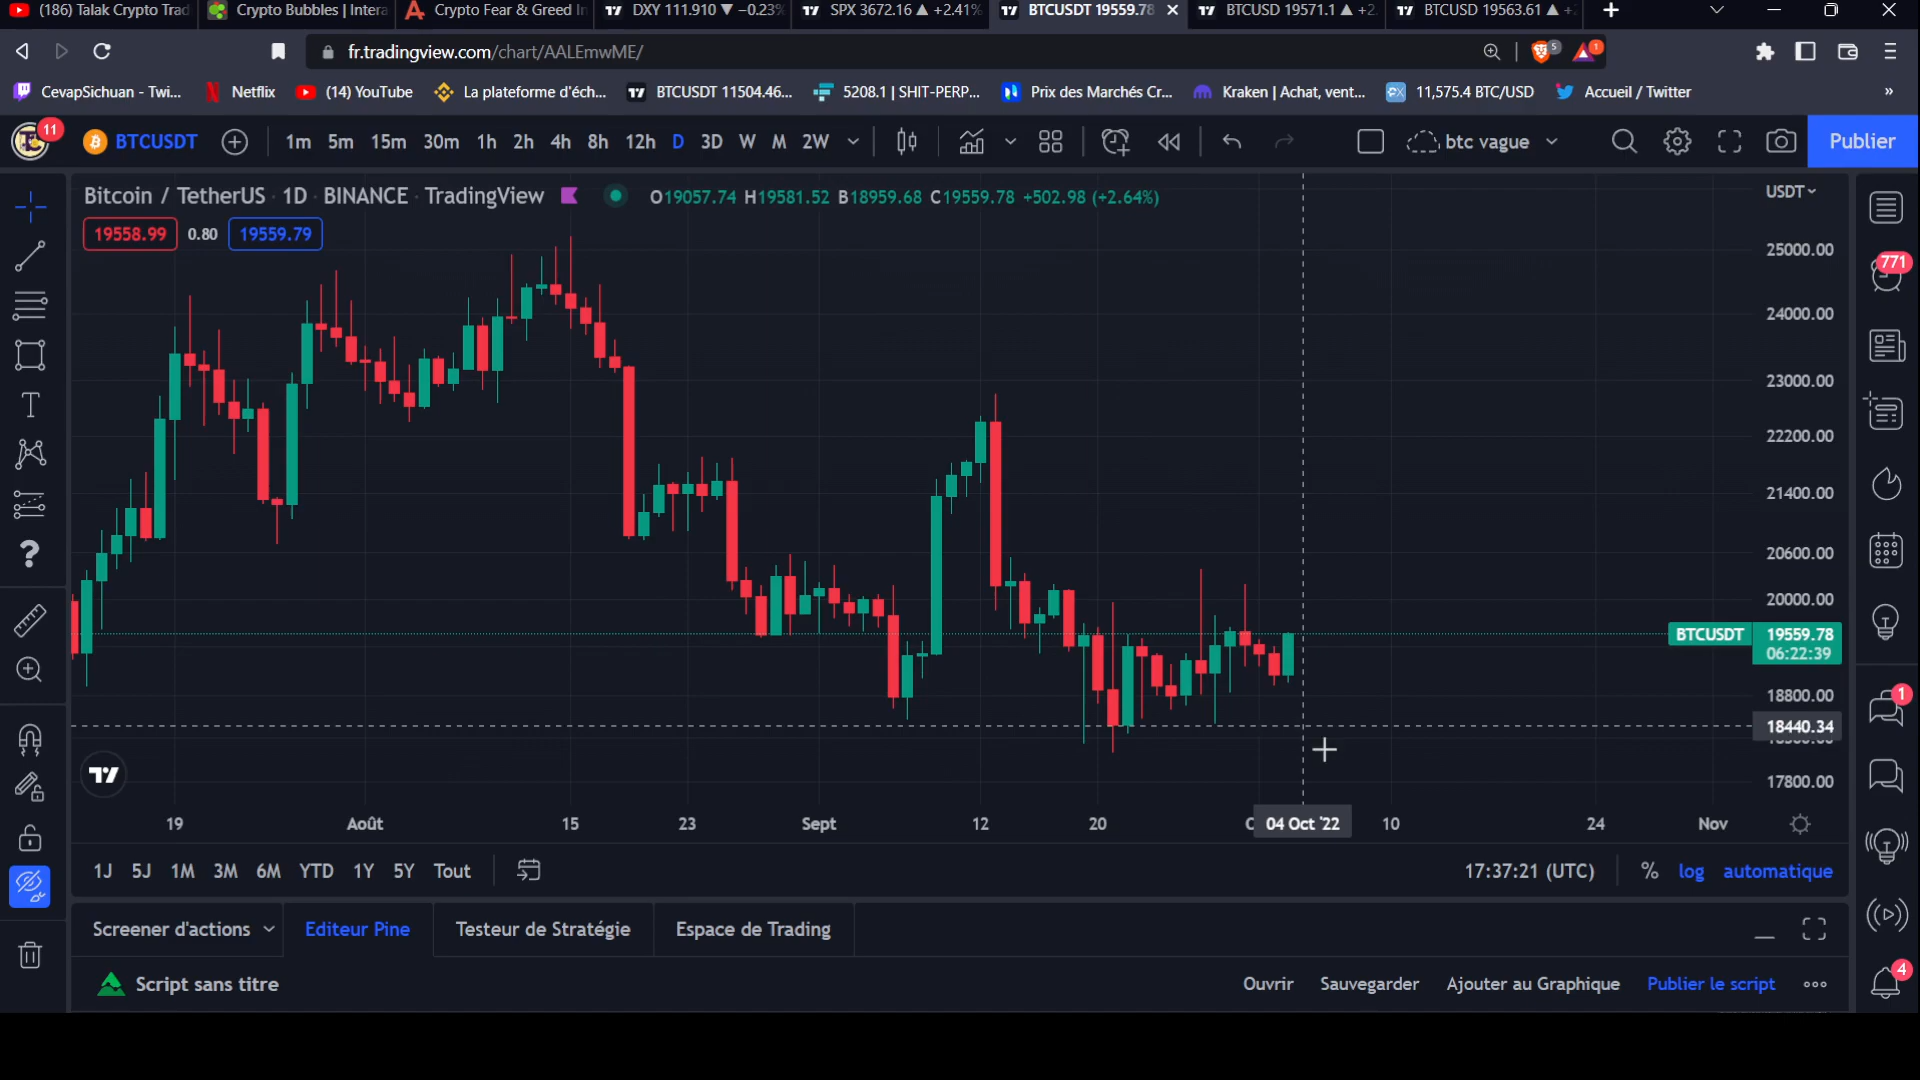 (186) Talak Crypto Trad
Crypto Bubbles | Intera
Crypto Fear & Greed In
DXY 111.910 ▼ −0.23%
SPX 3672.16 ▲ +2.41%
BTCUSDT 19559.78
BTCUSD 19571.1 ▲ +2.
BTCUSD 19563.61 ▲ +
fr.tradingview.com/chart/AALEmwME/
5
1
CevapSichuan - Twi...
Netflix
(14) YouTube
La plateforme d'éch...
BTCUSDT 11504.46...
5208.1 | SHIT-PERP...
Prix des Marchés Cr...
Kraken | Achat, vent...
11,575.4 BTC/USD
Accueil / Twitter
»
11
BTCUSDT
1m 5m 15m 30m 1h 2h 4h 8h 12h D 3D W M 2W
btc vague
Publier
Bitcoin / TetherUS · 1D · BINANCE · TradingView
O19057.74 H19581.52 B18959.68 C19559.78 +502.98 (+2.64%)
USDT
19558.99 0.80 19559.79
25000.00
771
24000.00
23000.00
22200.00
21400.00
20600.00
20000.00
BTCUSDT 19559.78
06:22:39
18800.00
1
18440.34
17800.00
19 Août 15 23 Sept 12 20 04 Oct '22 10 24 Nov
1J 5J 1M 3M 6M YTD 1Y 5Y Tout
17:37:21 (UTC) % log automatique
Screener d'actions Editeur Pine Testeur de Stratégie Espace de Trading
4
Script sans titre Ouvrir Sauvegarder Ajouter au Graphique Publier le script